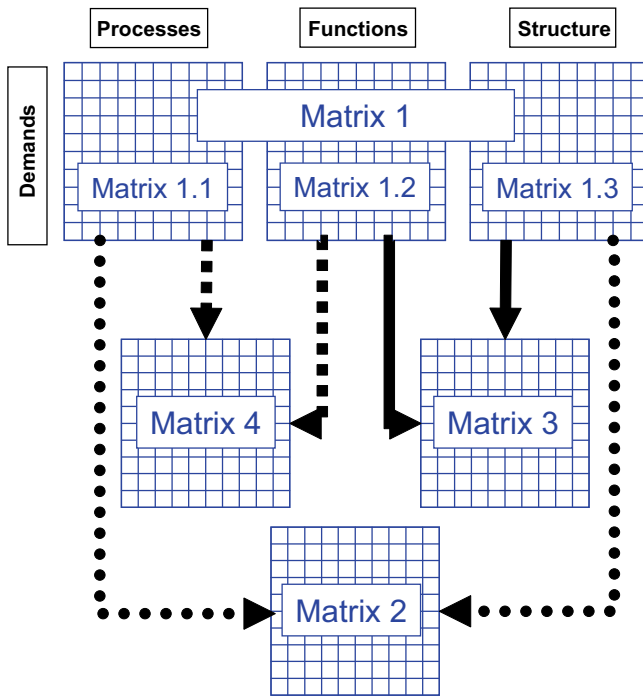 Processes
Functions
Structure
Demands
Matrix 1
Matrix 1.1
Matrix 1.2
Matrix 1.3
Matrix 4
Matrix 3
Matrix 2